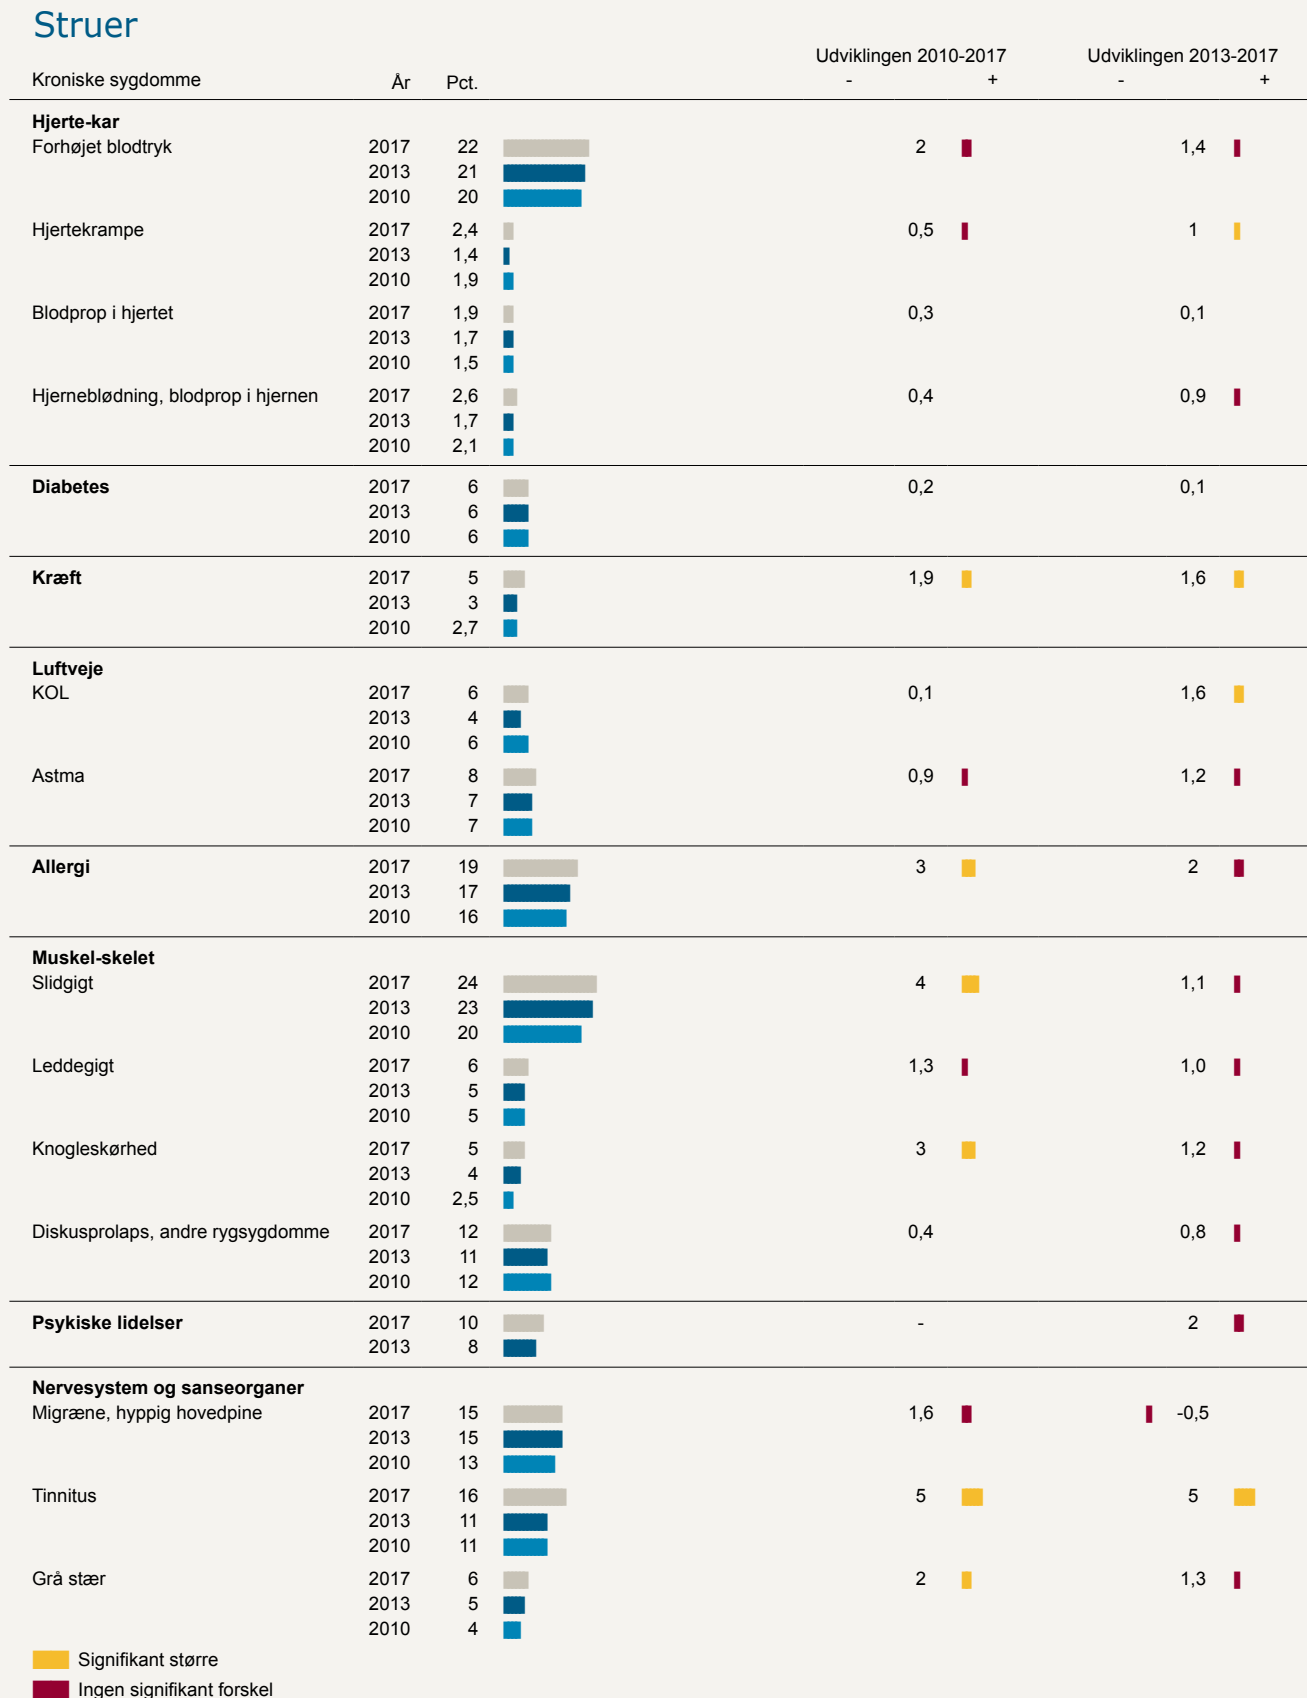 Struer
Udviklingen 2010-2017 Udviklingen 2013-2017
Kroniske sygdomme År Pct. - + - +
Hjerte-kar
Forhøjet blodtryk 2017 22 2 1,4
2013 21
2010 20
Hjertekrampe 2017 2,4 0,5 1
2013 1,4
2010 1,9
Blodprop i hjertet 2017 1,9 0,3 0,1
2013 1,7
2010 1,5
Hjerneblødning, blodprop i hjernen 2017 2,6 0,4 0,9
2013 1,7
2010 2,1
Diabetes 2017 6 0,2 0,1
2013 6
2010 6
Kræft 2017 5 1,9 1,6
2013 3
2010 2,7
Luftveje
KOL 2017 6 0,1 1,6
2013 4
2010 6
Astma 2017 8 0,9 1,2
2013 7
2010 7
Allergi 2017 19 3 2
2013 17
2010 16
Muskel-skelet
Slidgigt 2017 24 4 1,1
2013 23
2010 20
Leddegigt 2017 6 1,3 1,0
2013 5
2010 5
Knogleskørhed 2017 5 3 1,2
2013 4
2010 2,5
Diskusprolaps, andre rygsygdomme 2017 12 0,4 0,8
2013 11
2010 12
Psykiske lidelser 2017 10 - 2
2013 8
Nervesystem og sanseorganer
Migræne, hyppig hovedpine 2017 15 1,6 -0,5
2013 15
2010 13
Tinnitus 2017 16 5 5
2013 11
2010 11
Grå stær 2017 6 2 1,3
2013 5
2010 4
Signifikant større
Ingen signifikant forskel